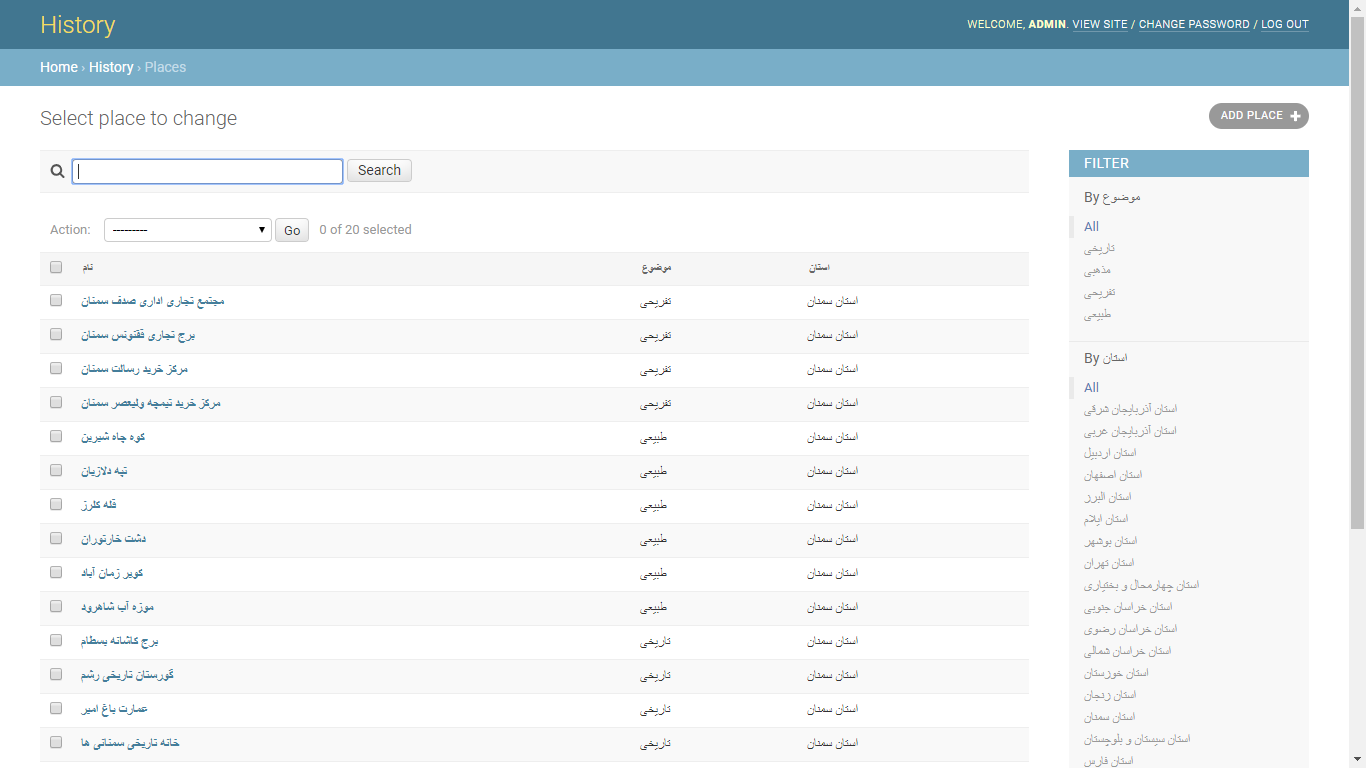 History
WELCOME, ADMIN. VIEW SITE / CHANGE PASSWORD / LOG OUT
Home › History › Places
Select place to change
ADD PLACE +
Search
Action: --------- Go 0 of 20 selected
نام موضوع استان
مجتمع تجاری اداری صدف سمنان تفریحی استان سمنان
برج تجاری ققنوس سمنان تفریحی استان سمنان
مرکز خرید رسالت سمنان تفریحی استان سمنان
مرکز خرید تیمچه ولیعصر سمنان تفریحی استان سمنان
کوه چاه شیرین طبیعی استان سمنان
تپه دلازیان طبیعی استان سمنان
قله کلرز طبیعی استان سمنان
دشت خارتوران طبیعی استان سمنان
کویر زمان آباد طبیعی استان سمنان
موزه آب شاهرود طبیعی استان سمنان
برج کاشانه بسطام تاریخی استان سمنان
گورستان تاریخی رشم تاریخی استان سمنان
عمارت باغ امیر تاریخی استان سمنان
خانه تاریخی سمنانی ها تاریخی استان سمنان
FILTER
By موضوع
All
تاریخی
مذهبی
تفریحی
طبیعی
By استان
All
استان آذربایجان شرقی
استان آذربایجان غربی
استان اردبیل
استان اصفهان
استان البرز
استان ایلام
استان بوشهر
استان تهران
استان چهارمحال و بختیاری
استان خراسان جنوبی
استان خراسان رضوی
استان خراسان شمالی
استان خوزستان
استان زنجان
استان سمنان
استان سیستان و بلوچستان
استان فارس